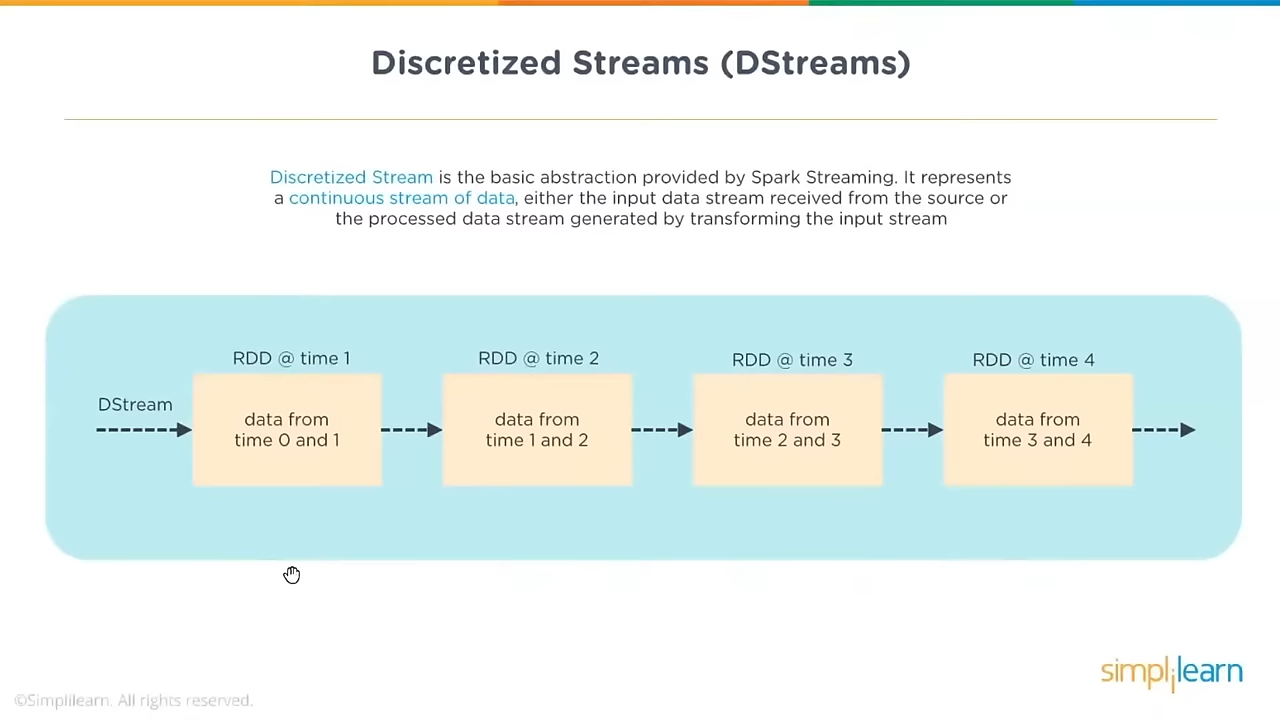 Discretized Streams (DStreams)
Discretized Stream is the basic abstraction provided by Spark Streaming. It represents
a continuous stream of data, either the input data stream received from the source or
the processed data stream generated by transforming the input stream
RDD @ time 1
RDD @ time 2
RDD @ time 3
RDD @ time 4
DStream
data from
time 0 and 1
data from
time 1 and 2
data from
time 2 and 3
data from
time 3 and 4
simplilearn
©Simplilearn. All rights reserved.